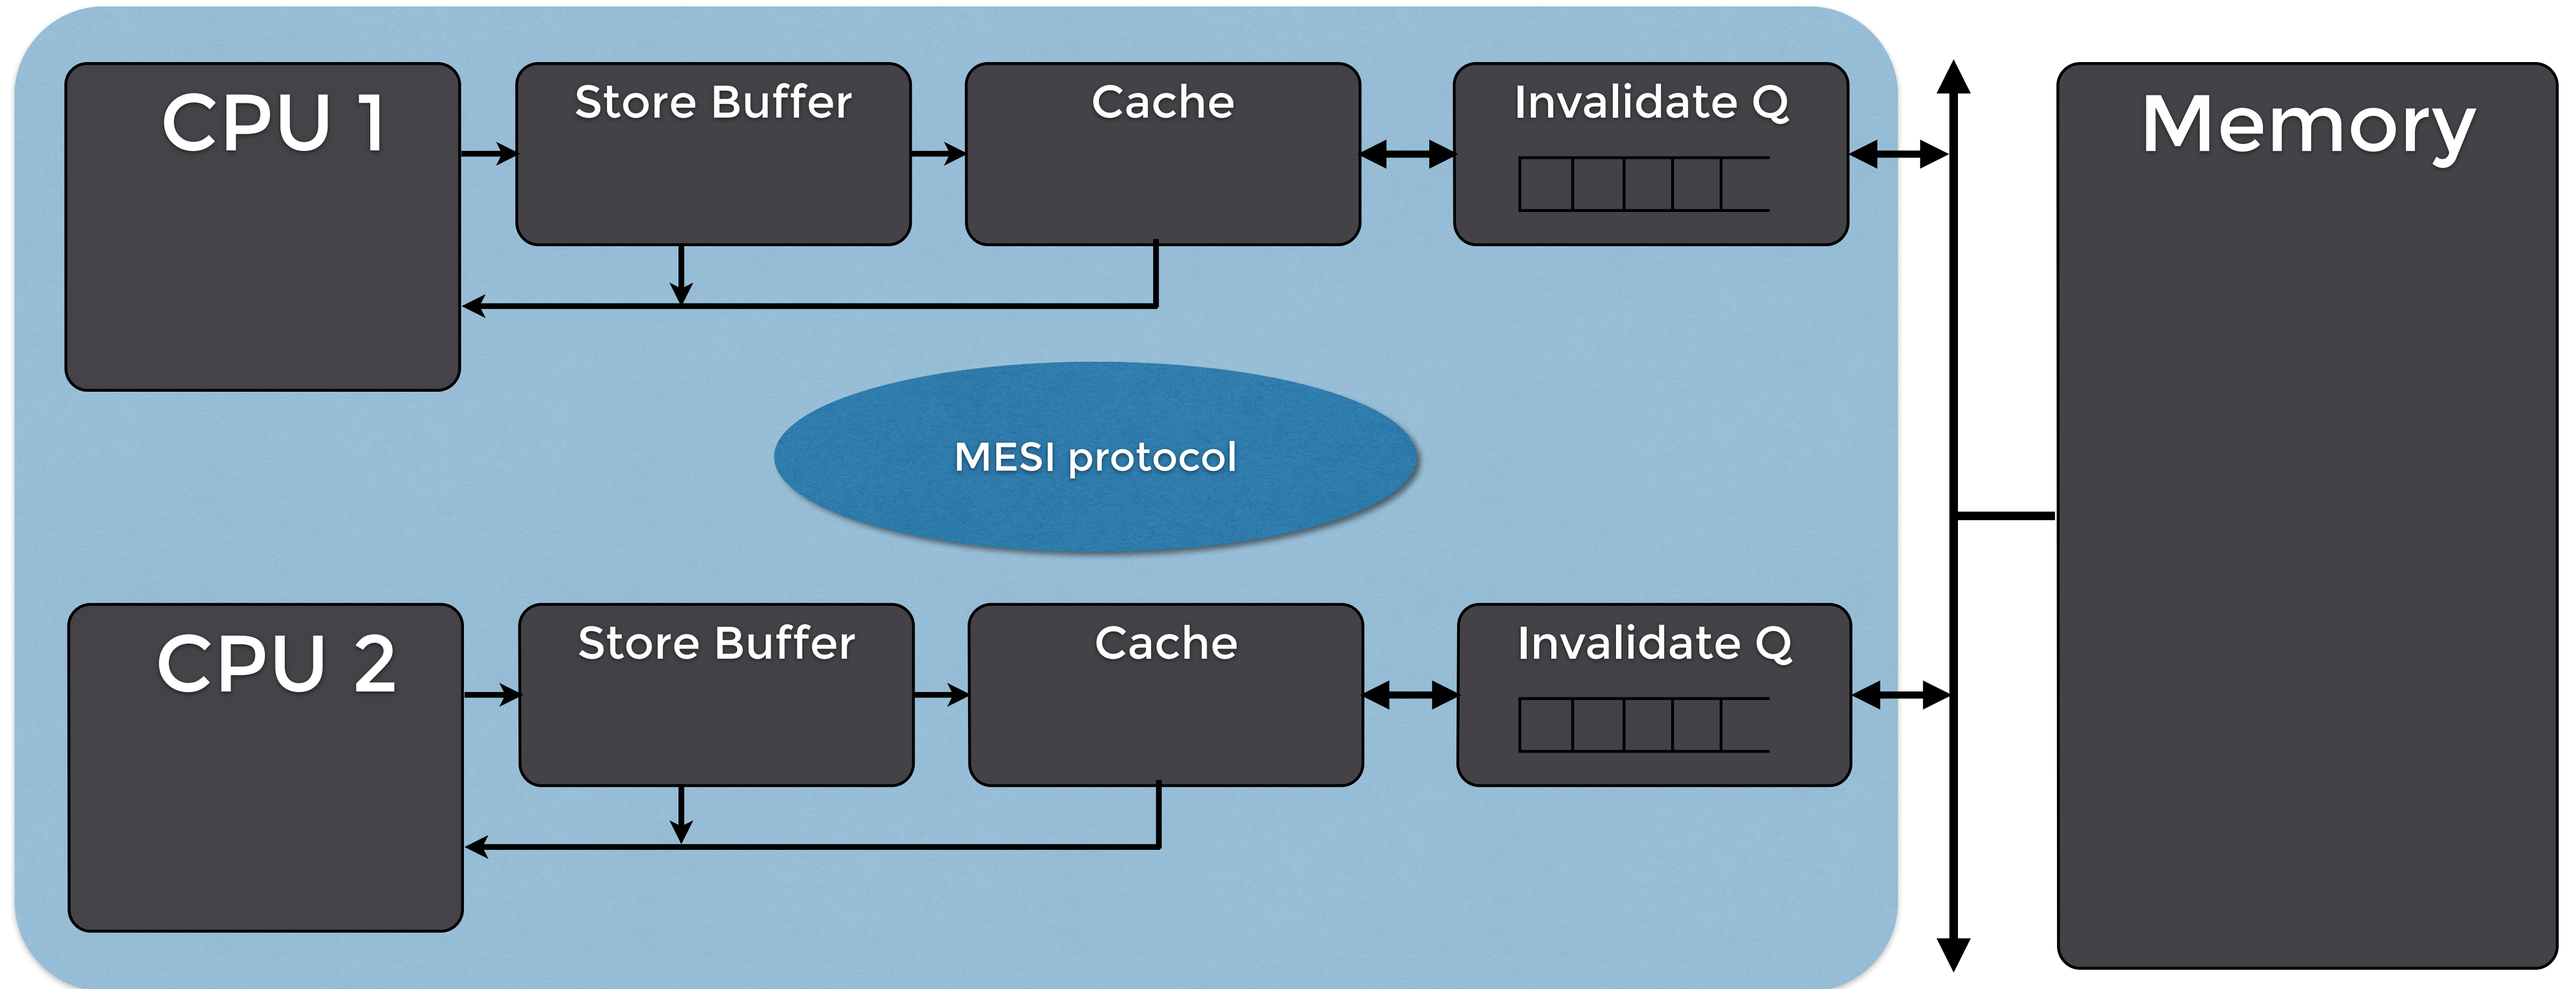 CPU 1
Store Buffer
Cache
Invalidate Q
Memory
MESI protocol
CPU 2
Store Buffer
Cache
Invalidate Q